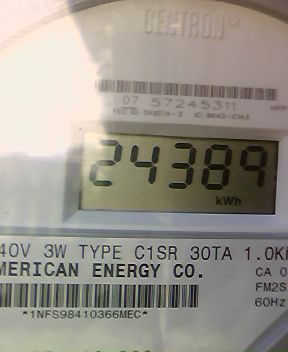 CENTRON®
07 57245311
24389
kWh
40V 3W TYPE C1SR 30TA 1.0K
MERICAN ENERGY CO.
CA 0
FM2S
60Hz
*1NFS98410366MEC*